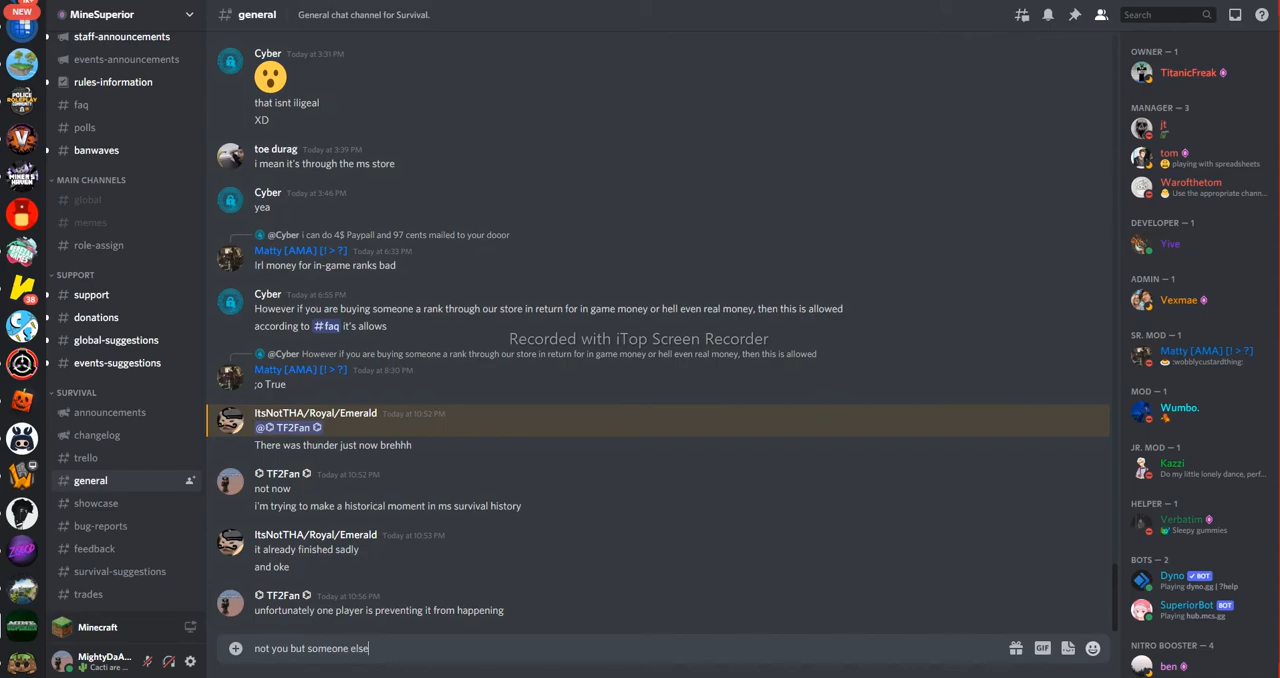 NEW
MineSuperior
general
General chat channel for Survival.
Search
staff-announcements
events-announcements
rules-information
faq
polls
banwaves
MAIN CHANNELS
global
memes
role-assign
SUPPORT
support
donations
global-suggestions
events-suggestions
SURVIVAL
announcements
changelog
trello
general
showcase
bug-reports
feedback
survival-suggestions
trades
Minecraft
MightyDaA...
Cacti are ...
POLICE
ROLEPLAY
COMMUNITY
38
Cyber Today at 3:31 PM
that isnt iligeal
XD
toe durag Today at 3:39 PM
i mean it's through the ms store
Cyber Today at 3:46 PM
yea
@Cyber i can do 4$ Paypall and 97 cents mailed to your dooor
Matty [AMA] [! > ?] Today at 6:33 PM
Irl money for in-game ranks bad
Cyber Today at 6:55 PM
However if you are buying someone a rank through our store in return for in game money or hell even real money, then this is allowed
according to #faq it's allows
Recorded with iTop Screen Recorder
@Cyber However if you are buying someone a rank through our store in return for in game money or hell even real money, then this is allowed
Matty [AMA] [! > ?] Today at 8:30 PM
;o True
ItsNotTHA/Royal/Emerald Today at 10:52 PM
@⌬ TF2Fan ⌬
There was thunder just now brehhh
⌬ TF2Fan ⌬ Today at 10:52 PM
not now
i'm trying to make a historical moment in ms survival history
ItsNotTHA/Royal/Emerald Today at 10:53 PM
it already finished sadly
and oke
⌬ TF2Fan ⌬ Today at 10:56 PM
unfortunately one player is preventing it from happening
not you but someone else
GIF
OWNER — 1
TitanicFreak
MANAGER — 3
jt
tom
playing with spreadsheets
Warofthetom
Use the appropriate chann...
DEVELOPER — 1
Yive
ADMIN — 1
Vexmae
SR. MOD — 1
Matty [AMA] [! > ?]
:wobblycustardthing:
MOD — 1
Wumbo.
JR. MOD — 1
Kazzi
Do my little lonely dance, perf...
HELPER — 1
Verbatim
Sleepy gummies
BOTS — 2
Dyno BOT
Playing dyno.gg | ?help
SuperiorBot BOT
Playing hub.mcs.gg
NITRO BOOSTER — 4
ben